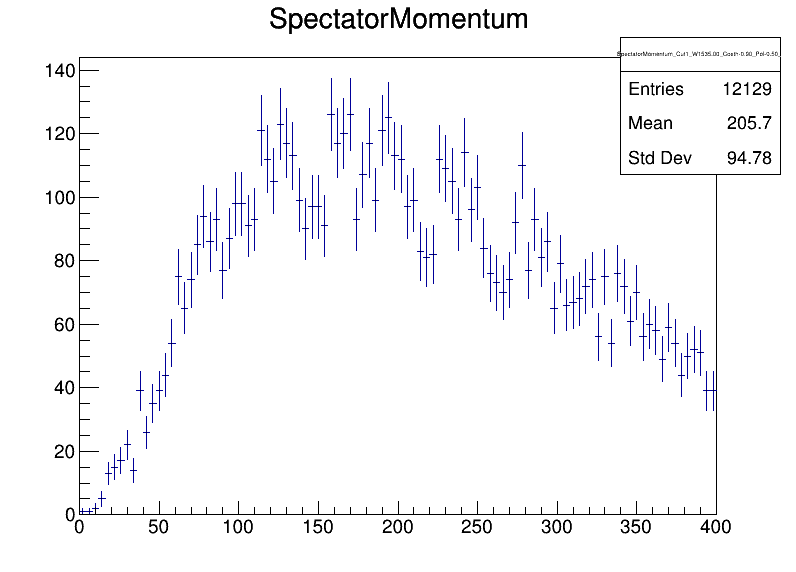 SpectatorMomentum
SpectatorMomentum_Cut1_W1535.00_Costh-0.90_Pol-0.50_
Entries 12129
Mean 205.7
Std Dev 94.78
140
120
100
80
60
40
20
0
0 50 100 150 200 250 300 350 400